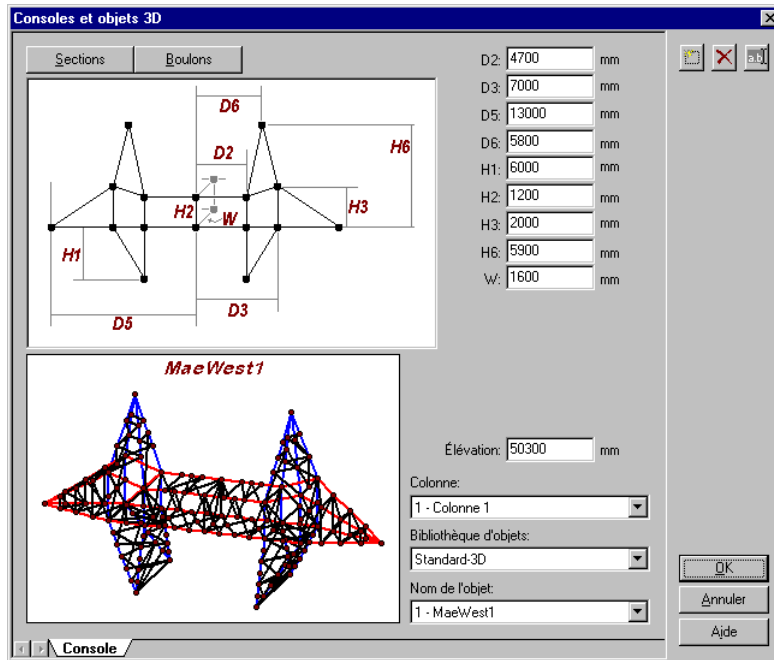 Consoles et objets 3D
Sections
Boulons
D6
D2
H6
H2
W
H3
H1
D3
D5
D2: 4700 mm
D3: 7000 mm
D5: 13000 mm
D6: 5800 mm
H1: 6000 mm
H2: 1200 mm
H3: 2000 mm
H6: 5900 mm
W: 1600 mm
ab
MaeWest1
Élévation: 50300 mm
Colonne:
1 - Colonne 1
Bibliothèque d'objets:
Standard-3D
Nom de l'objet:
1 - MaeWest1
OK
Annuler
Aide
Console